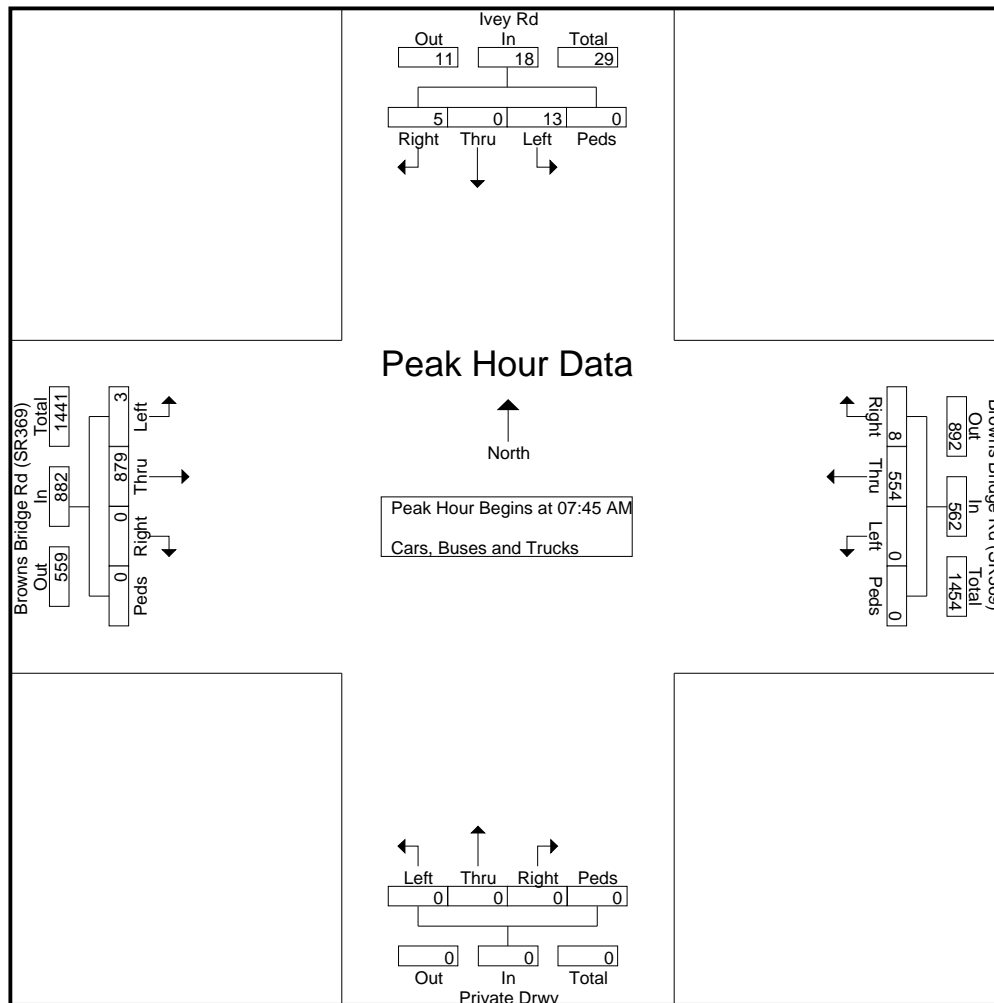 Ivey Rd
Out In Total
11 18 29
5 0 13 0
Right Thru Left Peds
Peak Hour Data
North
Peak Hour Begins at 07:45 AM
Cars, Buses and Trucks
Browns Bridge Rd (SR369)
Out In Total
559 882 1441
3 879 0 0
Left Thru Right Peds
Browns Bridge Rd (SR369)
Out In Total
892 562 1454
8 554 0 0
Right Thru Left Peds
Left Thru Right Peds
0 0 0 0
0 0 0
Out In Total
Private Drwy